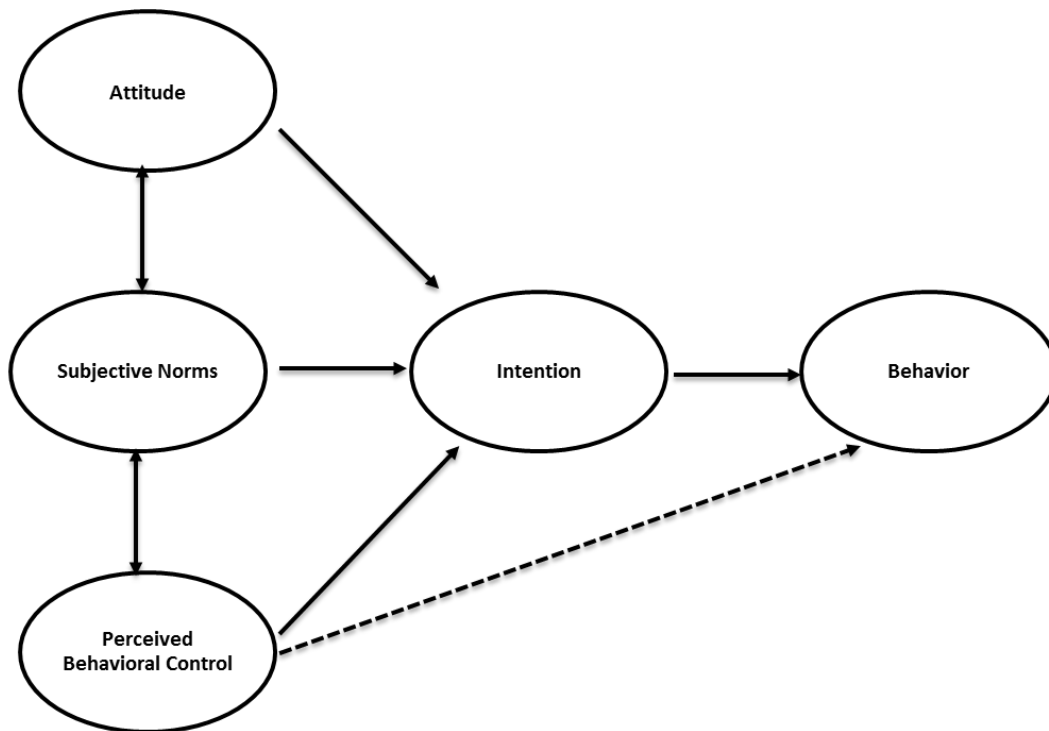 Attitude
Subjective Norms
Intention
Behavior
Perceived
Behavioral Control